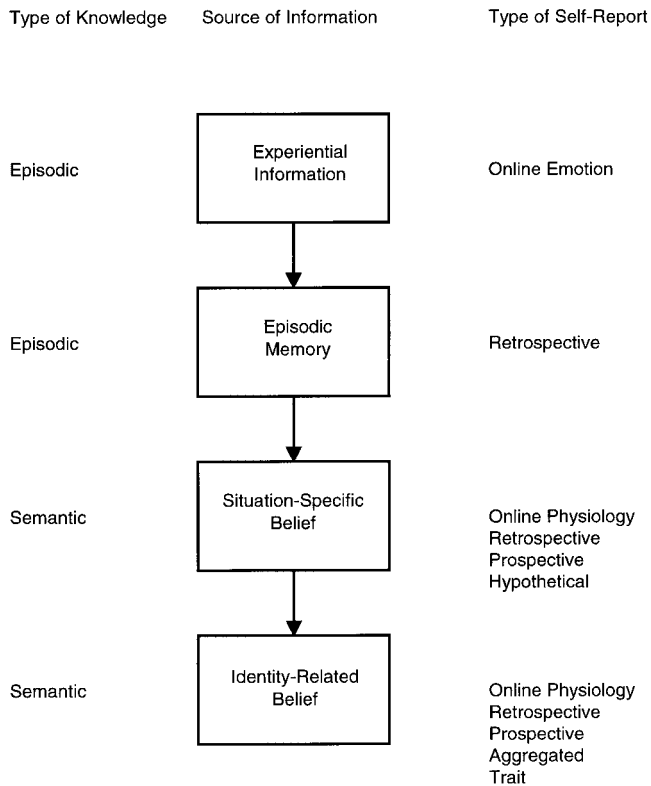 Type of Knowledge Source of Information Type of Self-Report
Episodic
Experiential
Information
Online Emotion
Episodic
Episodic
Memory
Retrospective
Semantic
Situation-Specific
Belief
Online Physiology
Retrospective
Prospective
Hypothetical
Semantic
Identity-Related
Belief
Online Physiology
Retrospective
Prospective
Aggregated
Trait